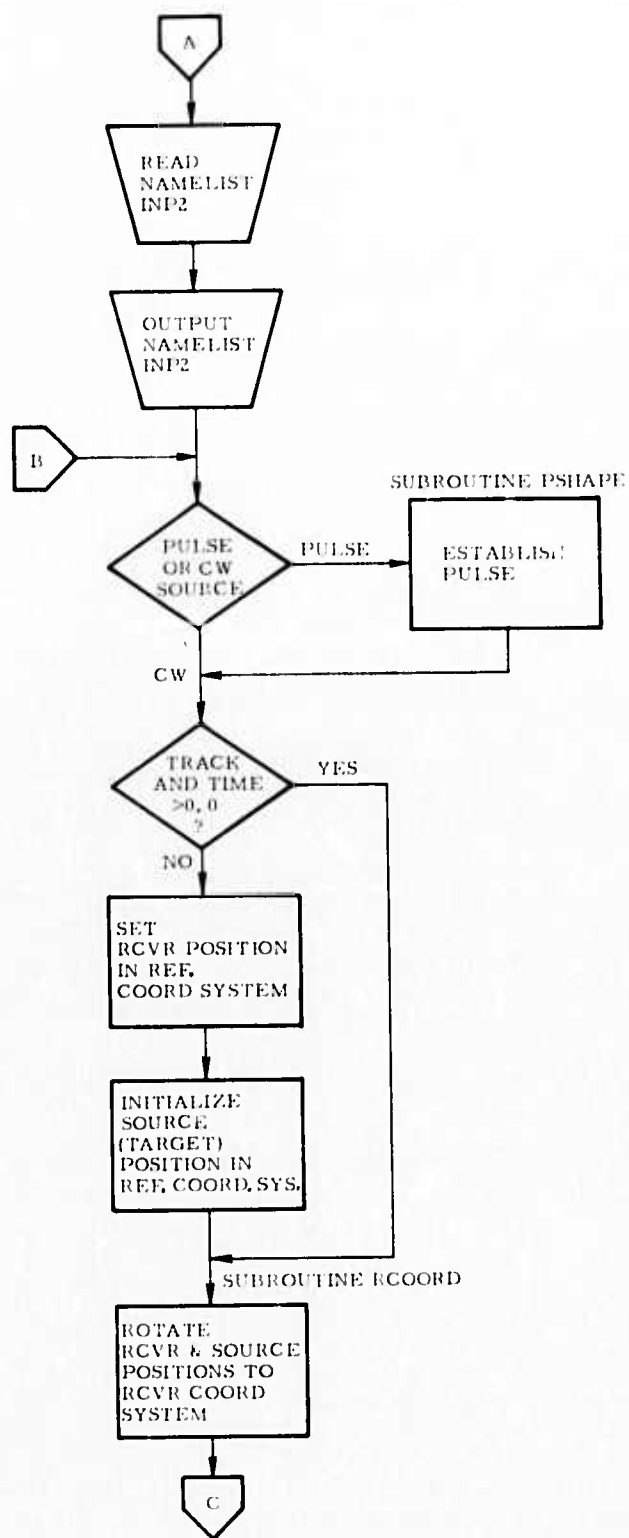 A
READ
NAMELIST
INP2
OUTPUT
NAMELIST
INP2
B
SUBROUTINE PSHAPE
PULSE
OR CW
SOURCE
PULSE
ESTABLISH
PULSE
CW
TRACK
AND TIME
>0.0
?
YES
NO
SET
RCVR POSITION
IN REF.
COORD SYSTEM
INITIALIZE
SOURCE
(TARGET)
POSITION IN
REF. COORD. SYS.
SUBROUTINE RCOORD
ROTATE
RCVR & SOURCE
POSITIONS TO
RCVR COORD
SYSTEM
C